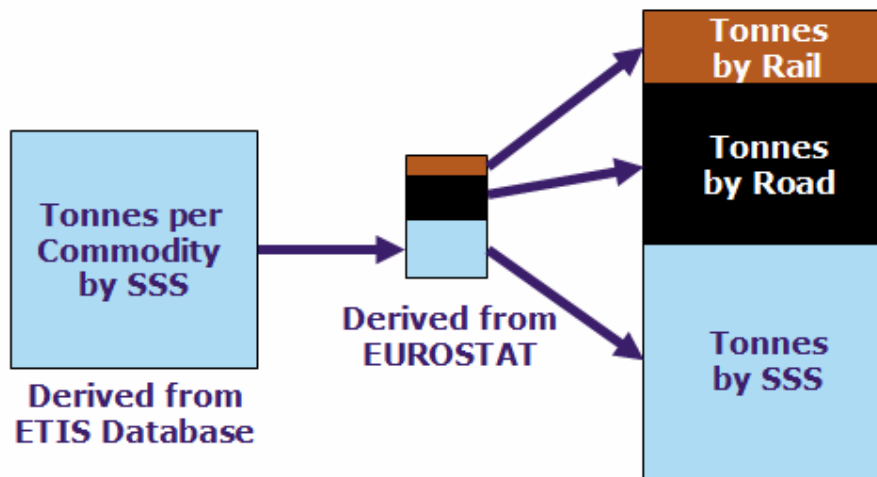 Tonnes per
Commodity
by SSS
Derived from
ETIS Database
Derived from
EUROSTAT
Tonnes
by Rail
Tonnes
by Road
Tonnes
by SSS